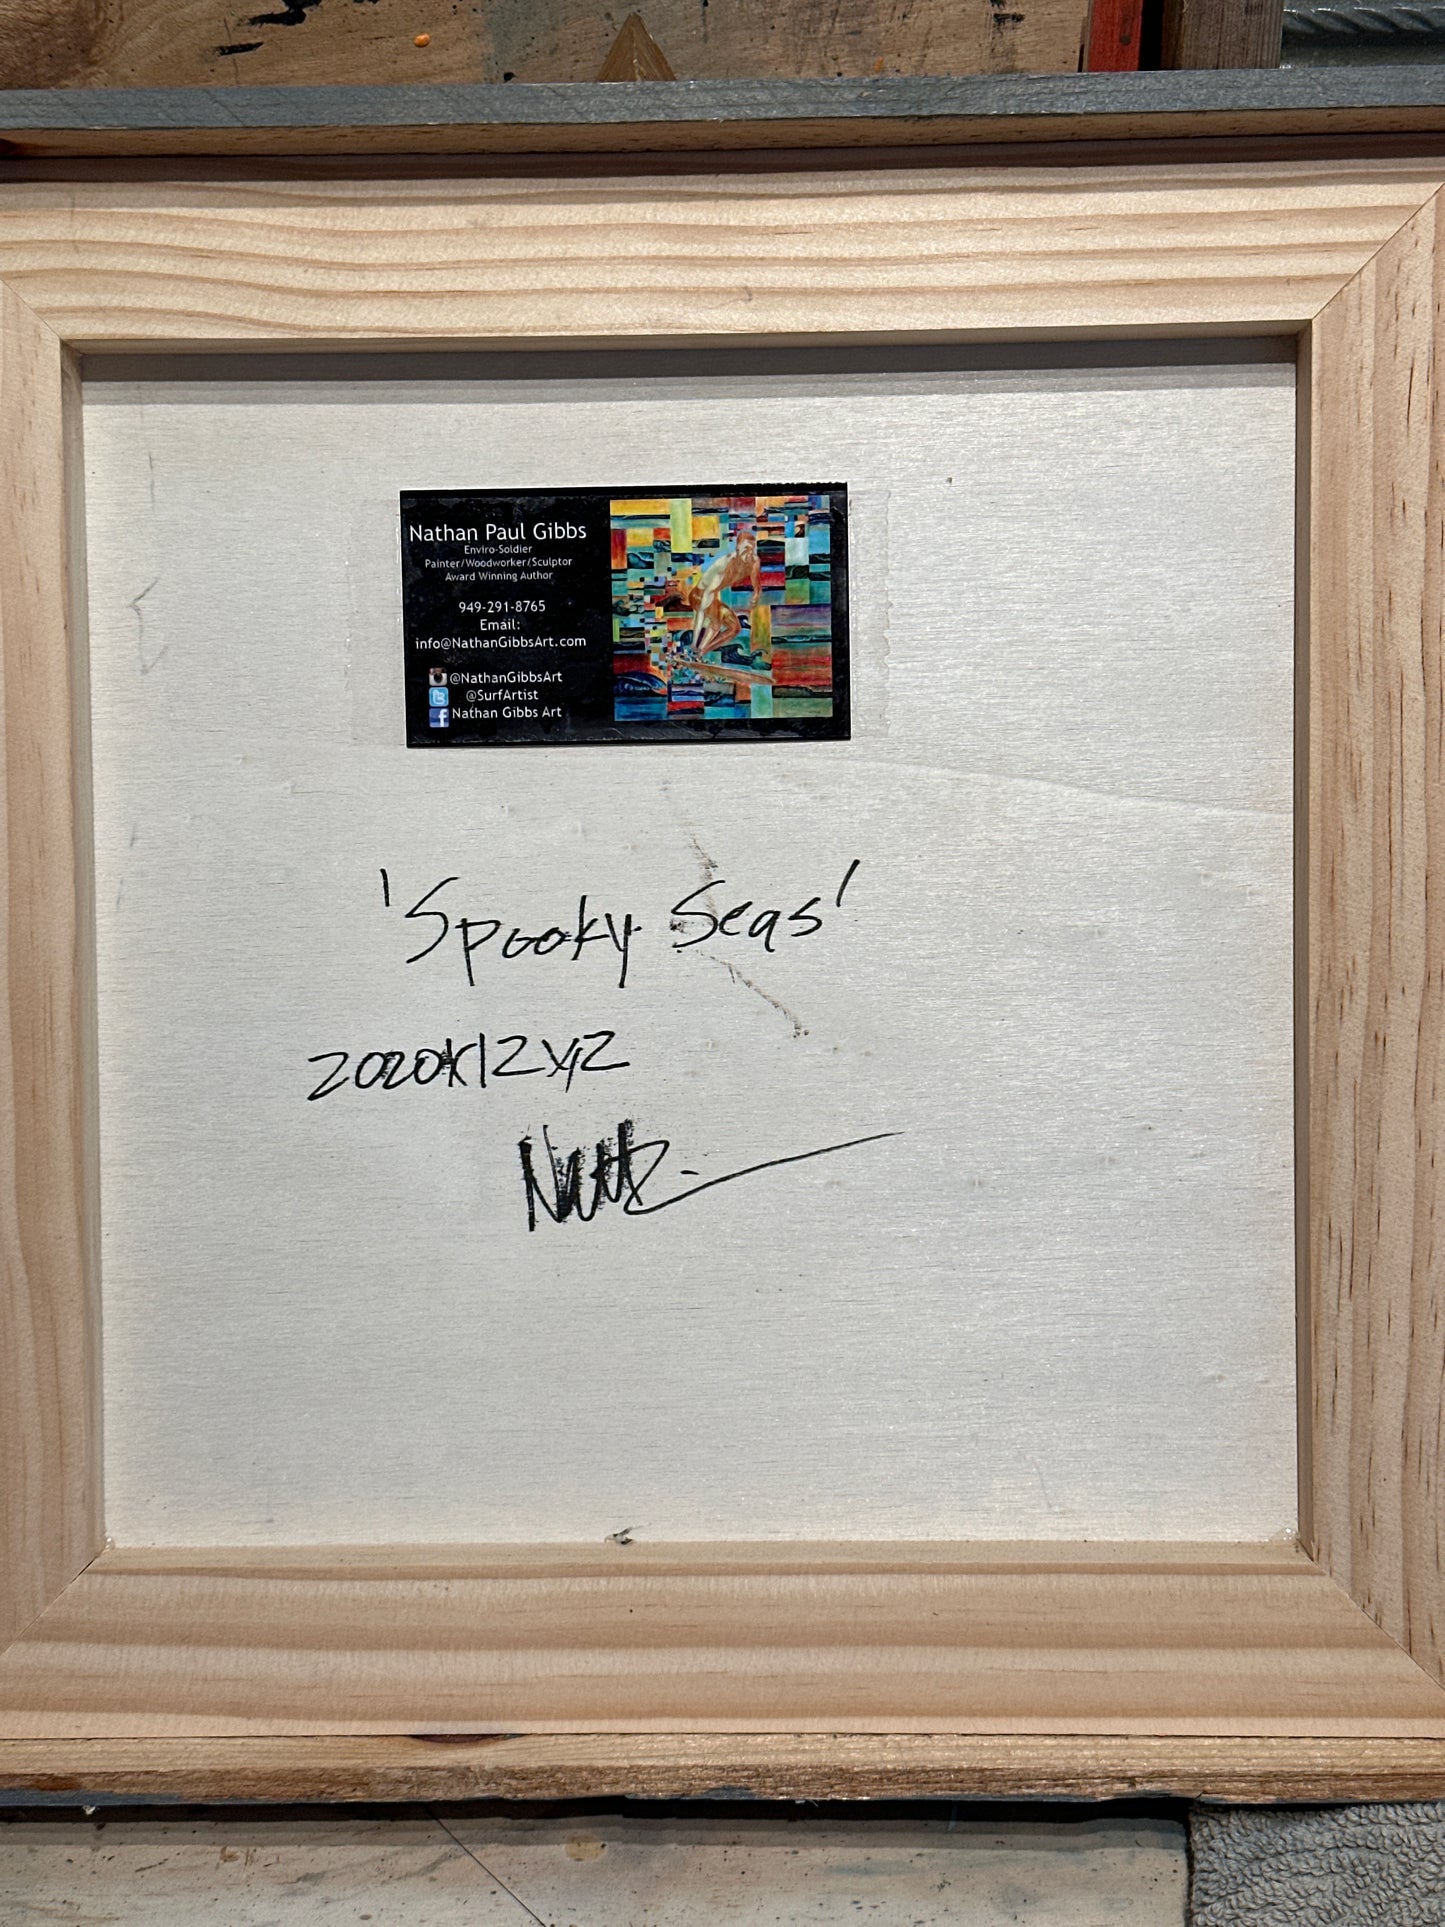 Nathan Paul Gibbs
Enviro-Soldier
Painter/Woodworker/Sculptor
Award Winning Author
949-291-8765
Email:
info@NathanGibbsArt.com
@NathanGibbsArt
@SurfArtist
Nathan Gibbs Art
'Spooky Seas'
12x12